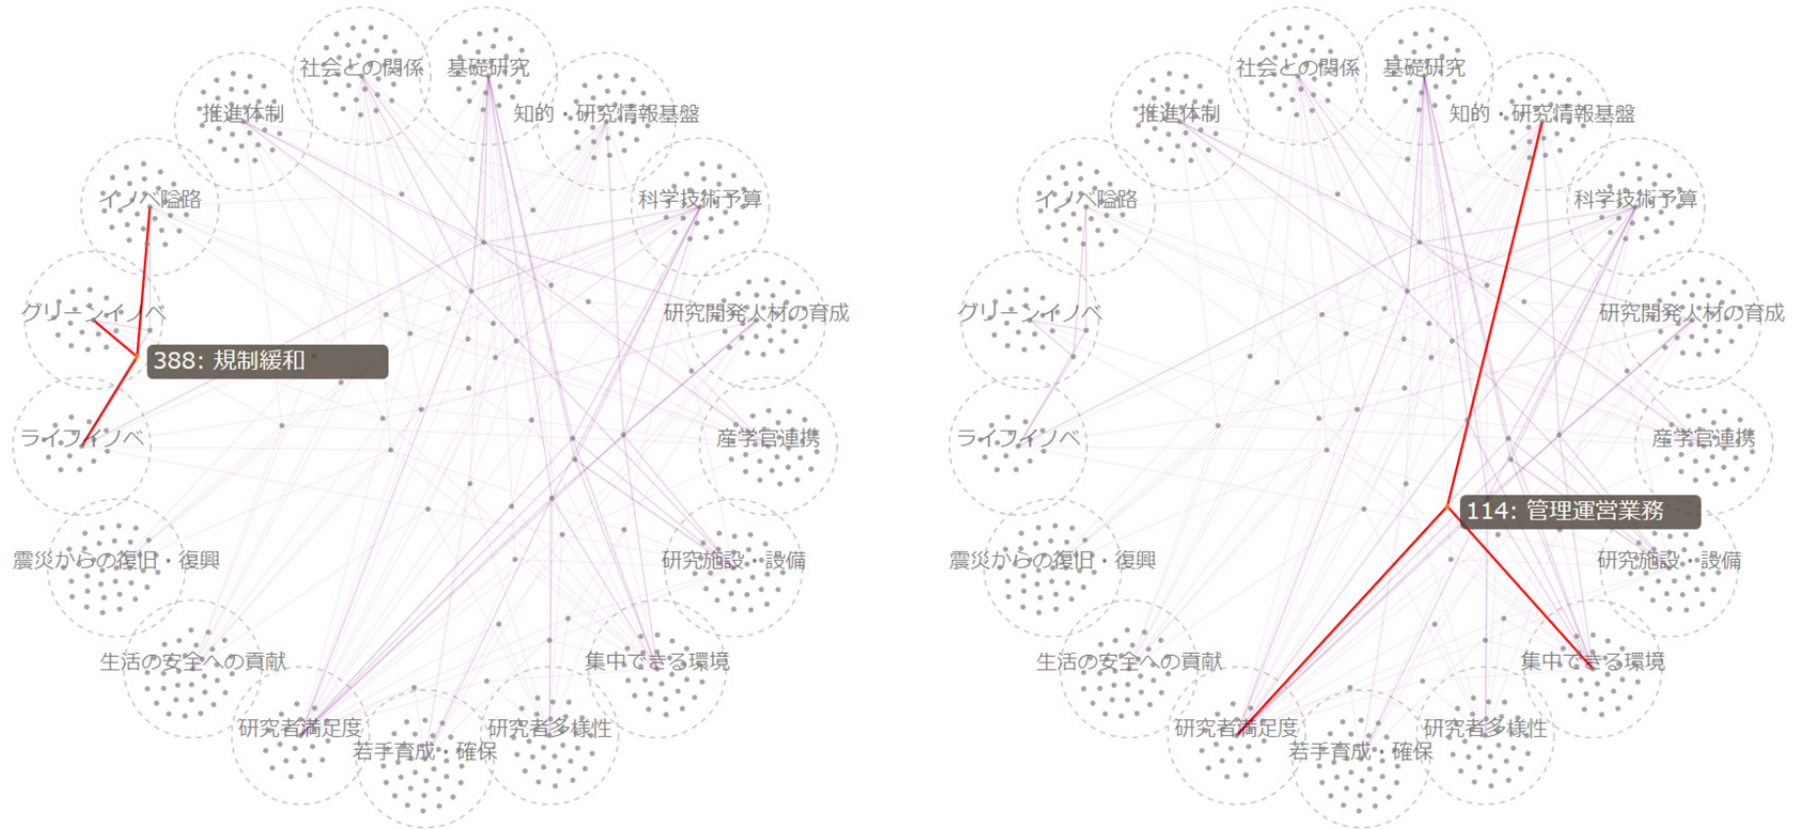 社会との関係
基礎研究
推進体制
知的・研究情報基盤
イノベ隘路
科学技術予算
グリーンイノベ
研究開発人材の育成
388: 規制緩和
ライフイノベ
産学官連携
震災からの復旧・復興
研究施設・設備
生活の安全への貢献
集中できる環境
研究者満足度
研究者多様性
若手育成・確保
社会との関係
基礎研究
推進体制
知的・研究情報基盤
イノベ隘路
科学技術予算
グリーンイノベ
研究開発人材の育成
ライフイノベ
産学官連携
114: 管理運営業務
震災からの復旧・復興
研究施設・設備
生活の安全への貢献
集中できる環境
研究者満足度
研究者多様性
若手育成・確保